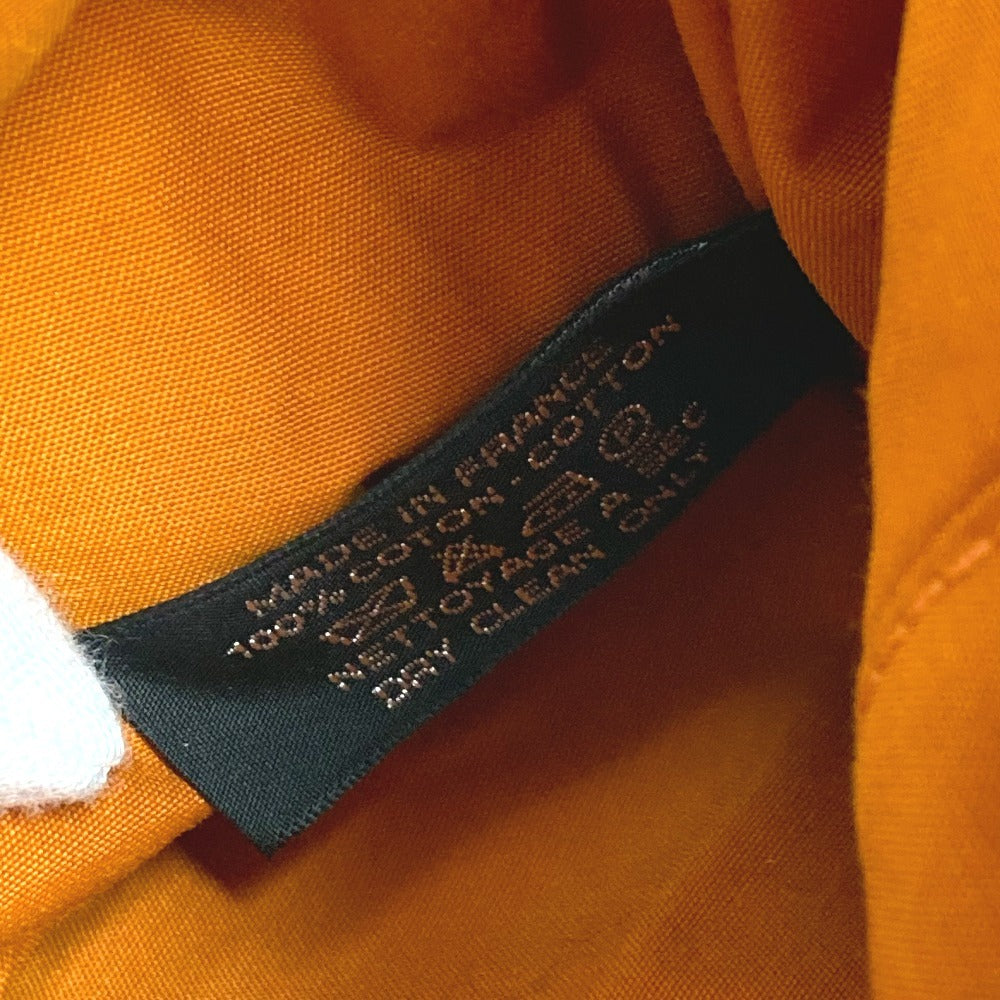 MADE IN FRANCE
100% COTON - COTTON
NETTOYAGE A SEC
DRY CLEAN ONLY